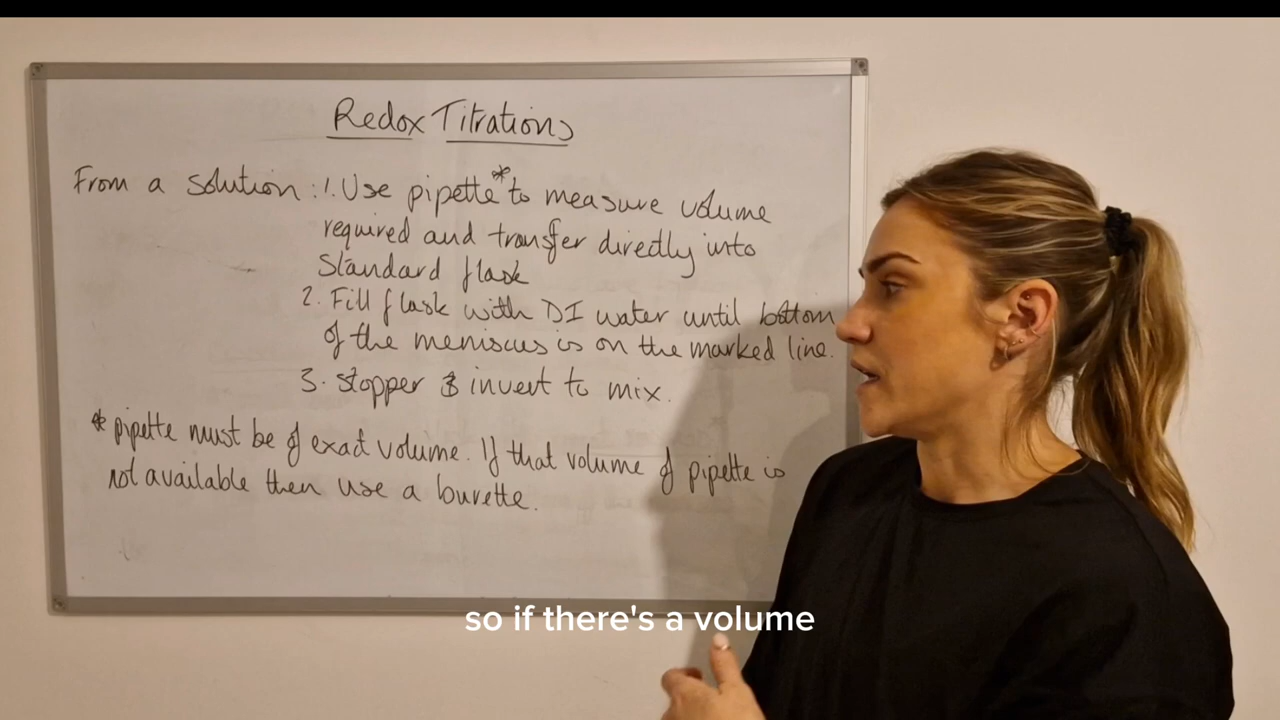 Redox Titrations
From a solution: 1. Use pipette* to measure volume
required and transfer directly into
standard flask
2. Fill flask with DI water until bottom
of the meniscus is on the marked line.
3. stopper & invert to mix.
* pipette must be of exact volume. If that volume of pipette is
not available then use a burette.
so if there's a volume